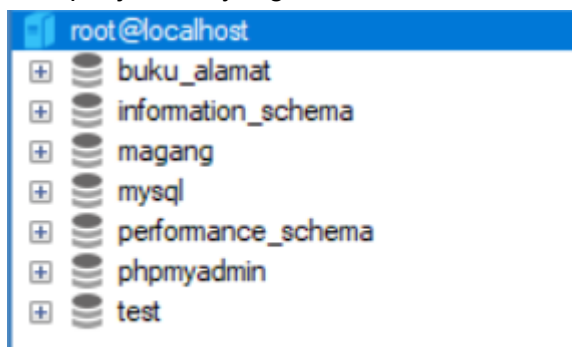 root@localhost
buku_alamat
information_schema
magang
mysql
performance_schema
phpmyadmin
test